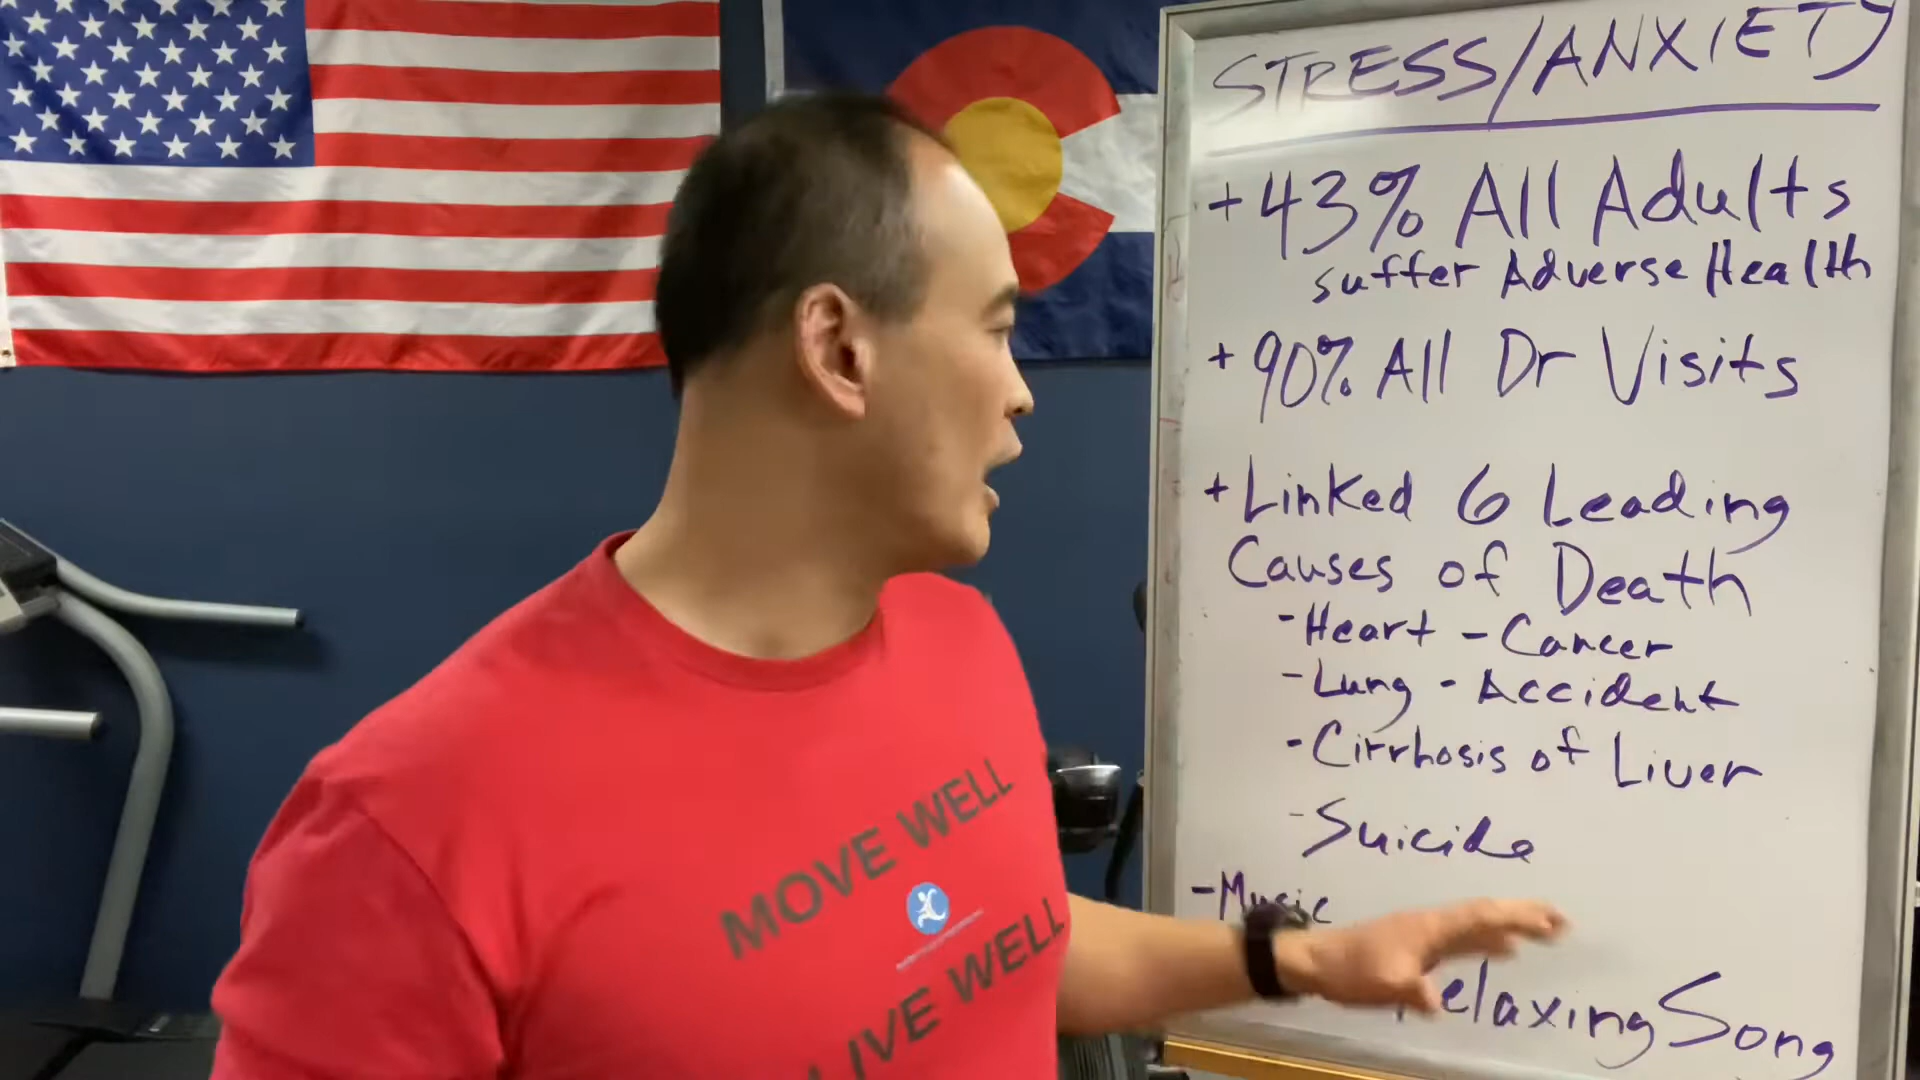 STRESS/ANXIETY
+ 43% All Adults
suffer Adverse Health
+ 90% All Dr Visits
+ Linked 6 Leading
Causes of Death
- Heart - Cancer
- Lung - Accident
- Cirrhosis of Liver
- Suicide
- Music
Relaxing Song
MOVE WELL
LIVE WELL